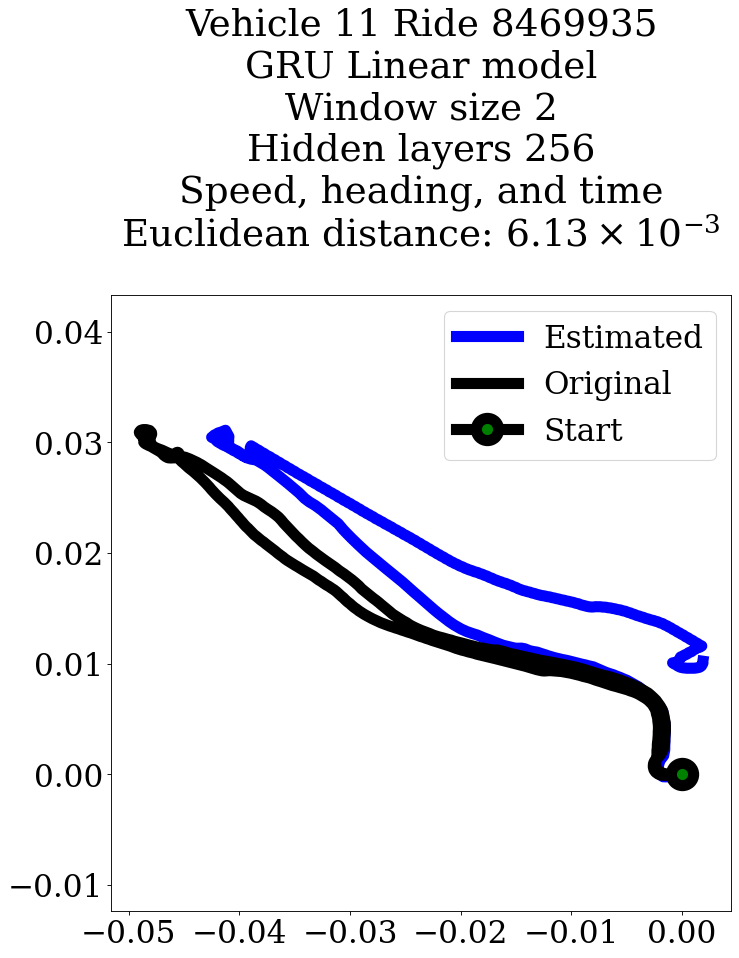 Vehicle 11 Ride 8469935
GRU Linear model
Window size 2
Hidden layers 256
Speed, heading, and time
Euclidean distance: 6.13 × 10⁻³
Estimated
Original
Start
0.04
0.03
0.02
0.01
0.00
−0.01
−0.05 −0.04 −0.03 −0.02 −0.01 0.00